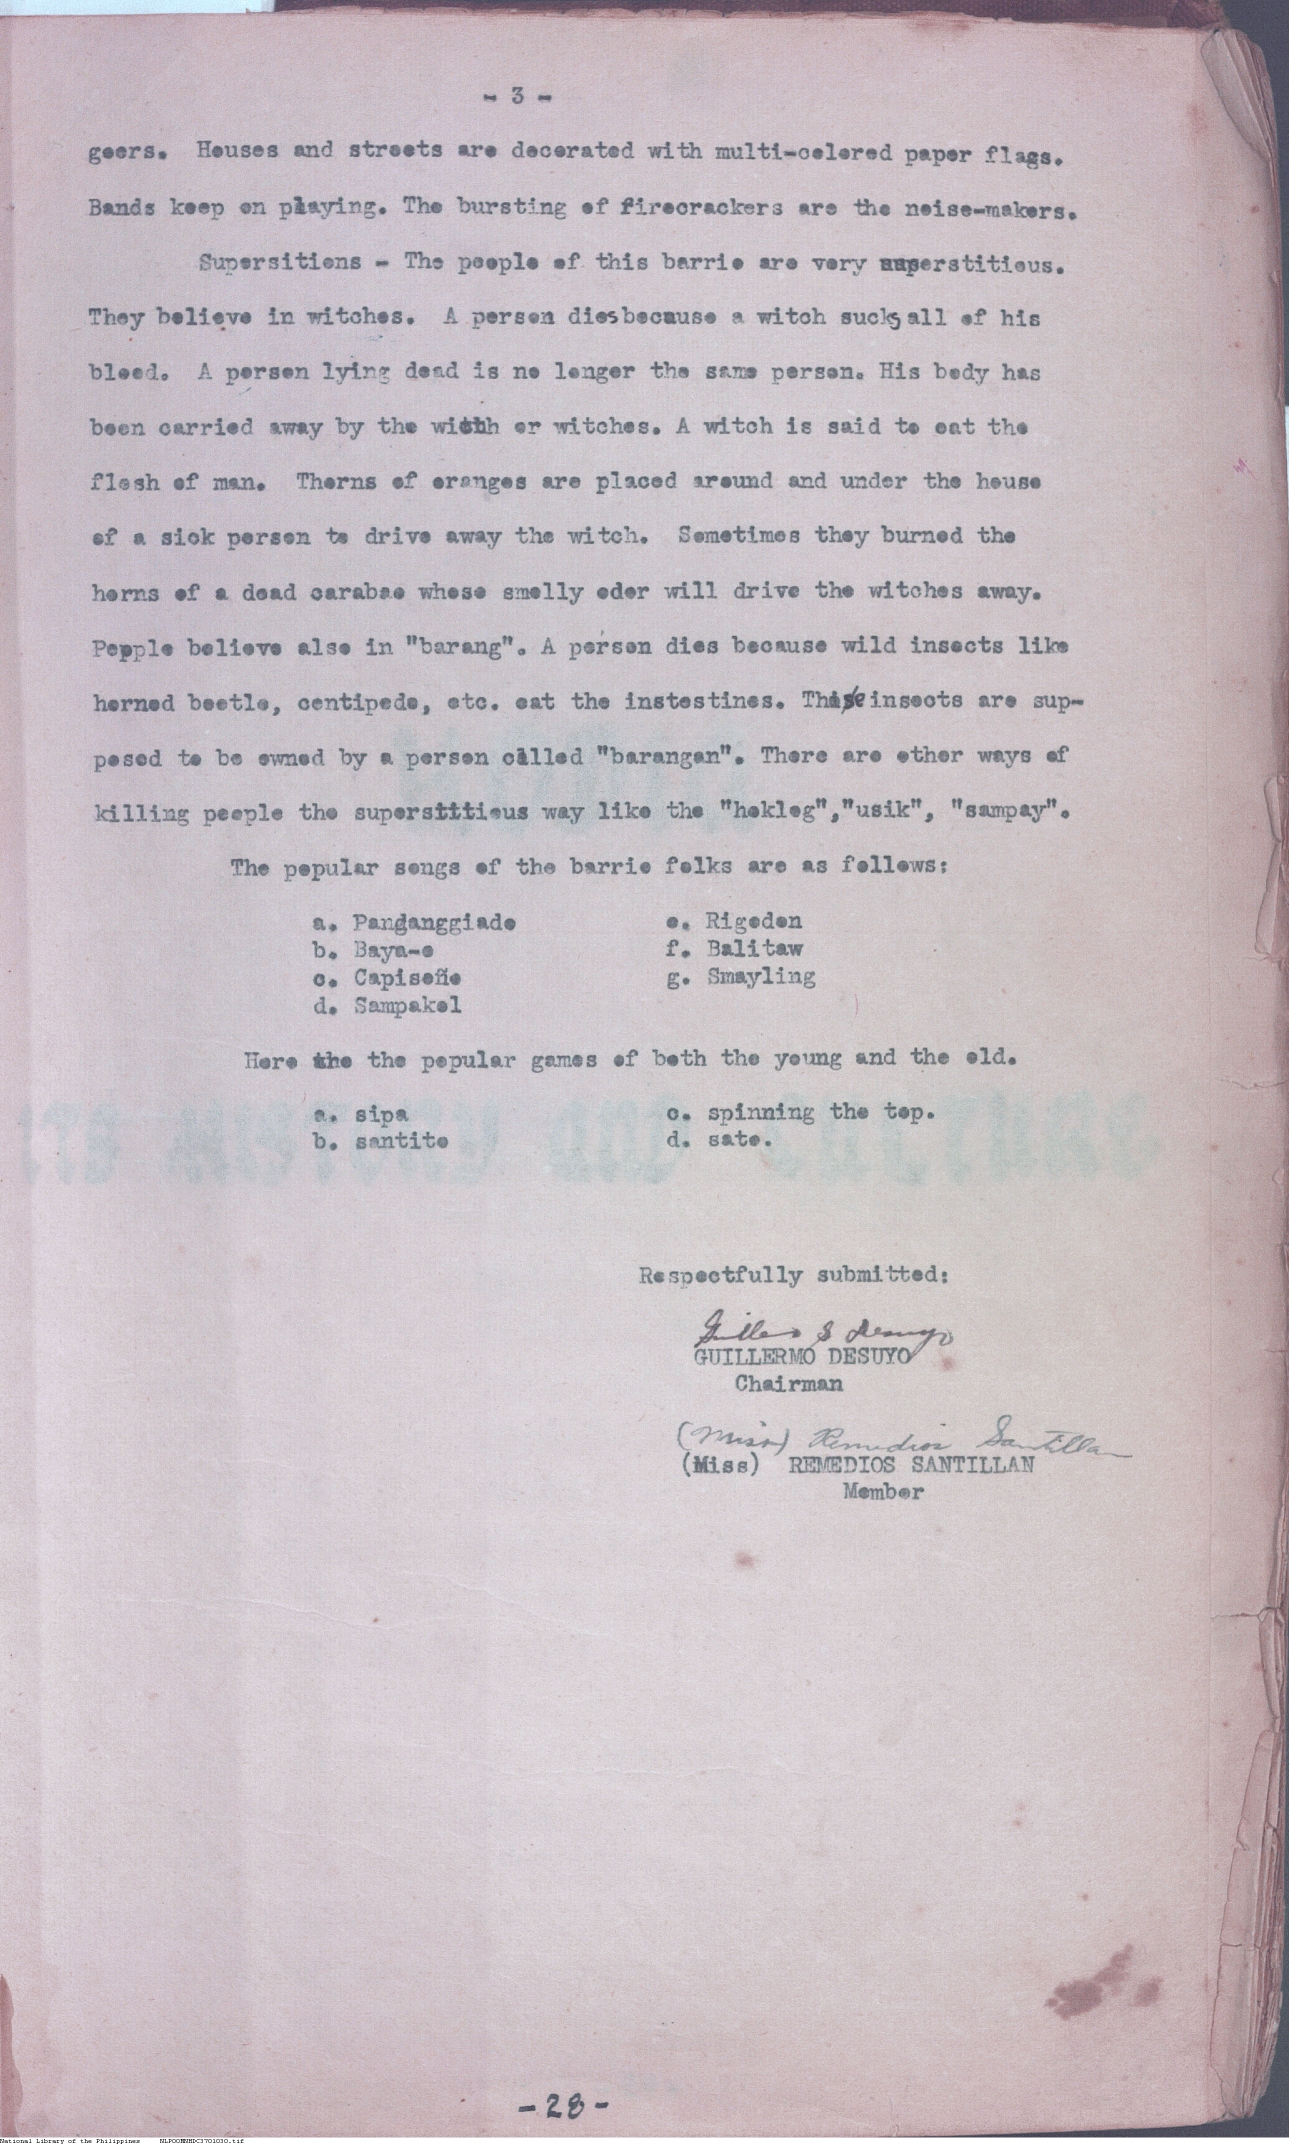 - 3 -
goers. Houses and streets are decorated with multi-colored paper flags.
Bands keep on playing. The bursting of firecrackers are the noise-makers.
Supersitions - The people of this barrio are very superstitious.
They believe in witches. A person dies because a witch sucks all of his
blood. A person lying dead is no longer the same person. His body has
been carried away by the witch or witches. A witch is said to eat the
flesh of man. Thorns of oranges are placed around and under the house
of a sick person to drive away the witch. Sometimes they burned the
horns of a dead carabao whose smelly odor will drive the witches away.
People believe also in "barang". A person dies because wild insects like
horned beetle, centipede, etc. eat the instestines. These insects are sup-
posed to be owned by a person called "barangan". There are other ways of
killing people the superstitious way like the "hoklog","usik", "sampay".
The popular songs of the barrio folks are as follows:
a. Pandanggiado e. Rigodon
b. Baya-o f. Balitaw
c. Capiseño g. Smayling
d. Sampakol
Here the the popular games of both the young and the old.
a. sipa c. spinning the top.
b. santito d. sato.
Respectfully submitted:
Guillermo S Desuyo
GUILLERMO DESUYO
Chairman
(Miss) Remedios Santillan
(Miss) REMEDIOS SANTILLAN
Member
-28-
National Library of the Philippines NLPOOMNHDC3701030.tif